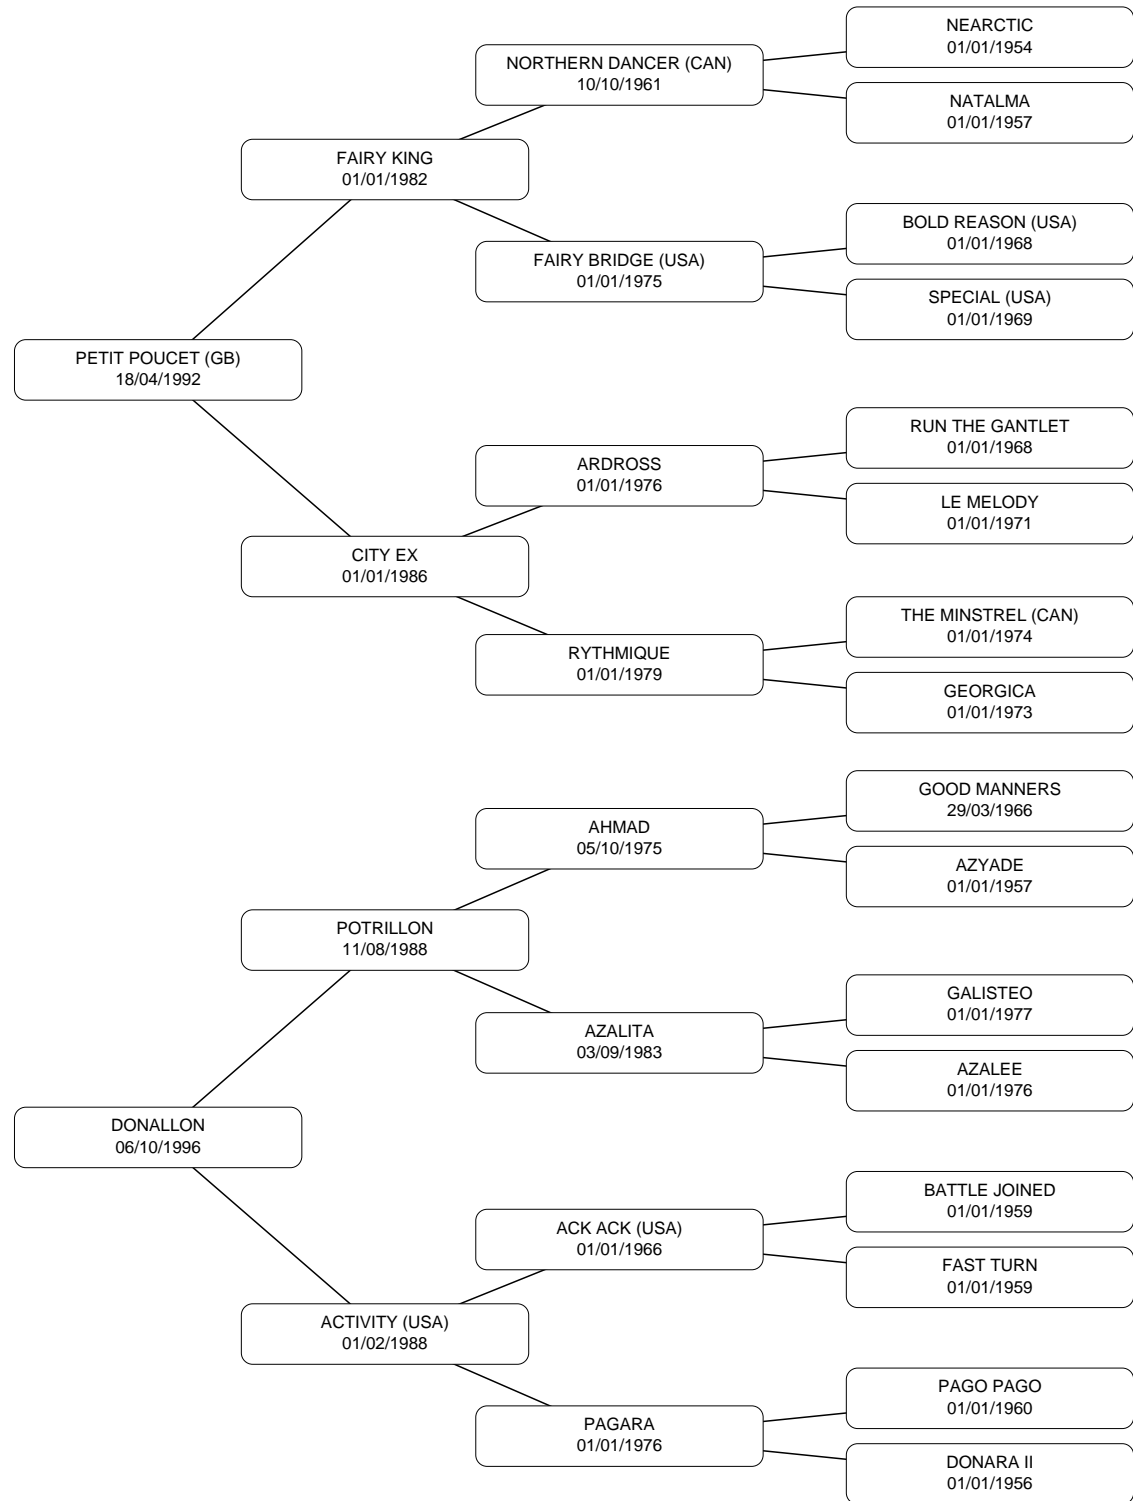 NEARCTIC
01/01/1954
NORTHERN DANCER (CAN)
10/10/1961
NATALMA
01/01/1957
FAIRY KING
01/01/1982
BOLD REASON (USA)
01/01/1968
FAIRY BRIDGE (USA)
01/01/1975
SPECIAL (USA)
01/01/1969
PETIT POUCET (GB)
18/04/1992
RUN THE GANTLET
01/01/1968
ARDROSS
01/01/1976
LE MELODY
01/01/1971
CITY EX
01/01/1986
THE MINSTREL (CAN)
01/01/1974
RYTHMIQUE
01/01/1979
GEORGICA
01/01/1973
GOOD MANNERS
29/03/1966
AHMAD
05/10/1975
AZYADE
01/01/1957
POTRILLON
11/08/1988
GALISTEO
01/01/1977
AZALITA
03/09/1983
AZALEE
01/01/1976
DONALLON
06/10/1996
BATTLE JOINED
01/01/1959
ACK ACK (USA)
01/01/1966
FAST TURN
01/01/1959
ACTIVITY (USA)
01/02/1988
PAGO PAGO
01/01/1960
PAGARA
01/01/1976
DONARA II
01/01/1956